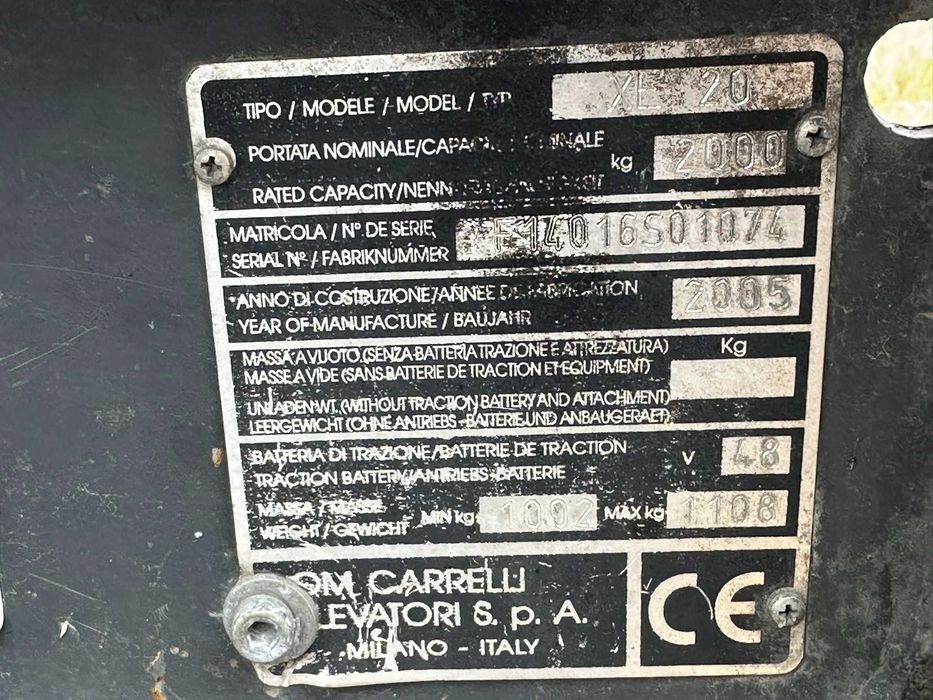 TIPO / MODELE / MODEL / TYP XE 20
PORTATA NOMINALE/CAPAC NOMINALE
RATED CAPACITY/NENN kg 2000
MATRICOLA / N° DE SERIE
SERIAL N° / FABRIKNUMMER F14016S01074
ANNO DI COSTRUZIONE/ANNEE DE FABRICATION
YEAR OF MANUFACTURE / BAUJAHR 2005
MASSA A VUOTO (SENZA BATTERIA TRAZIONE E ATTREZZATURA) Kg
MASSE A VIDE (SANS BATTERIE DE TRACTION ET EQUIPMENT)
UNLADEN WT. (WITHOUT TRACTION BATTERY AND ATTACHMENT)
LEERGEWICHT (OHNE ANTRIEBS - BATTERIE UND ANBAUGERAET)
BATTERIA DI TRAZIONE/BATTERIE DE TRACTION V 48
TRACTION BATTERY/ANTRIEBS-BATTERIE
MASSA / MASSE
WEIGHT / GEWICHT MIN kg 1002 MAX kg 1108
OM CARRELLI
ELEVATORI S. p. A.
MILANO - ITALY
CE